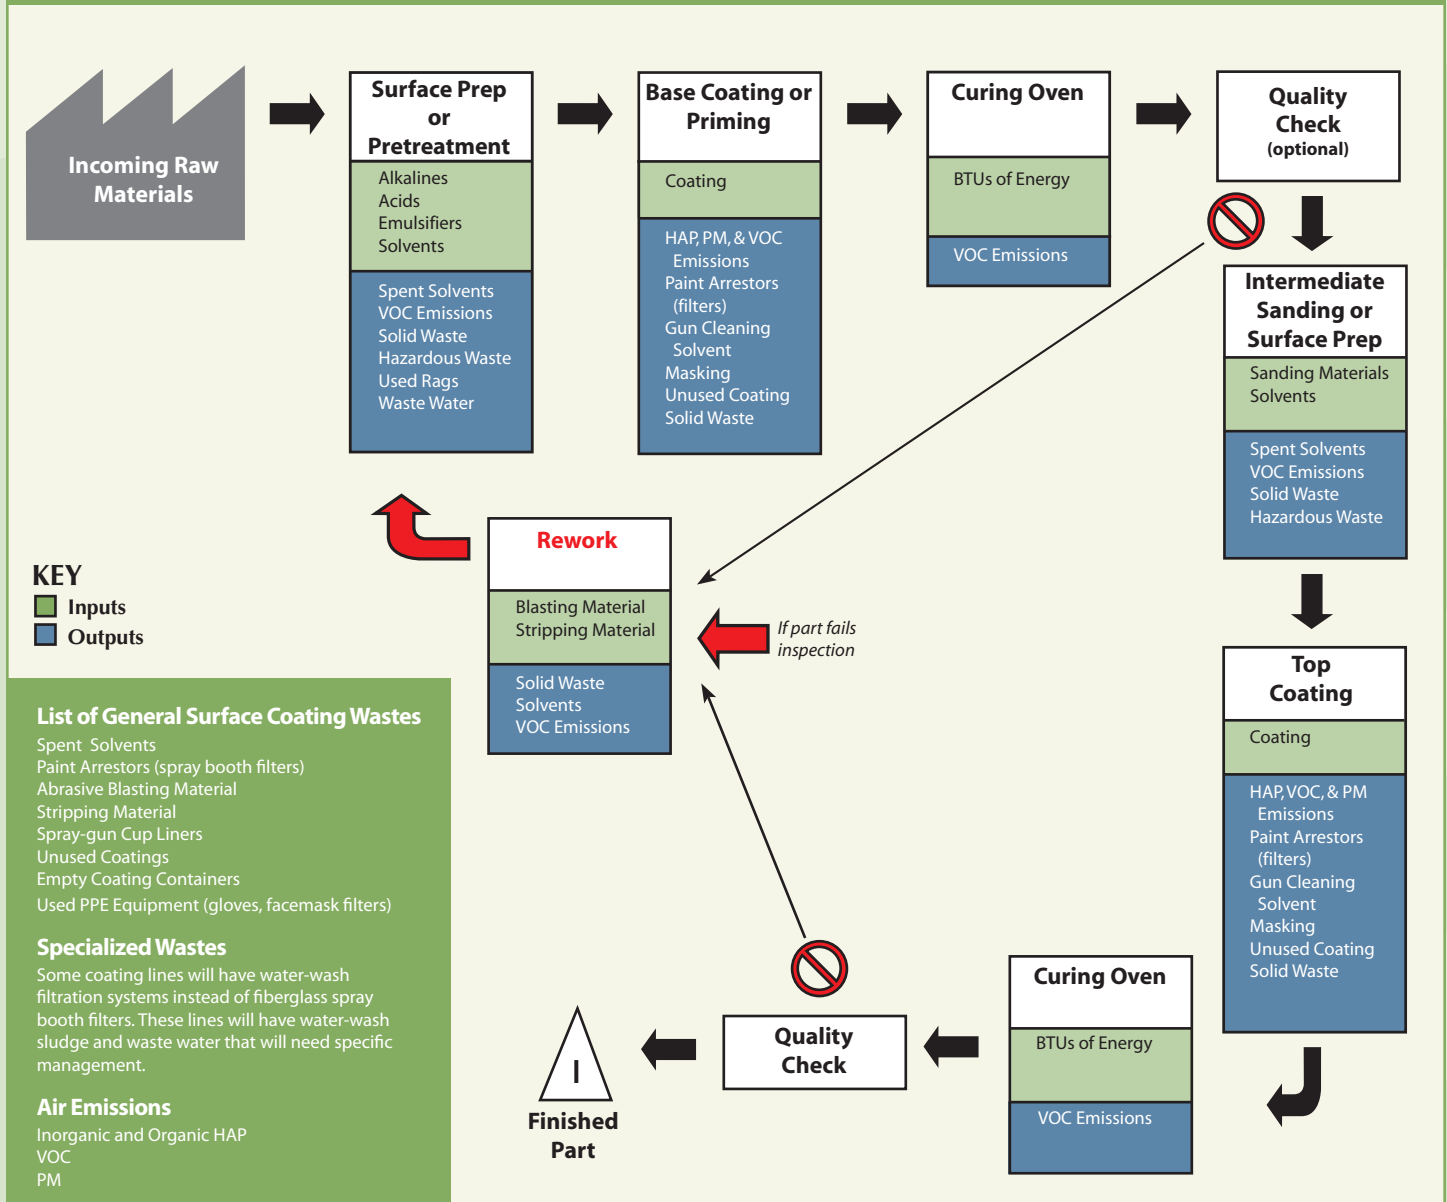 Incoming Raw
Materials
Surface Prep
or
Pretreatment
Alkalines
Acids
Emulsifiers
Solvents
Spent Solvents
VOC Emissions
Solid Waste
Hazardous Waste
Used Rags
Waste Water
Base Coating or
Priming
Coating
HAP, PM, & VOC
Emissions
Paint Arrestors
(filters)
Gun Cleaning
Solvent
Masking
Unused Coating
Solid Waste
Curing Oven
BTUs of Energy
VOC Emissions
Quality
Check
(optional)
Intermediate
Sanding or
Surface Prep
Sanding Materials
Solvents
Spent Solvents
VOC Emissions
Solid Waste
Hazardous Waste
Top
Coating
Coating
HAP, VOC, & PM
Emissions
Paint Arrestors
(filters)
Gun Cleaning
Solvent
Masking
Unused Coating
Solid Waste
Curing Oven
BTUs of Energy
VOC Emissions
Quality
Check
I
Finished
Part
Rework
Blasting Material
Stripping Material
Solid Waste
Solvents
VOC Emissions
If part fails
inspection
KEY
Inputs
Outputs
List of General Surface Coating Wastes
Spent Solvents
Paint Arrestors (spray booth filters)
Abrasive Blasting Material
Stripping Material
Spray-gun Cup Liners
Unused Coatings
Empty Coating Containers
Used PPE Equipment (gloves, facemask filters)
Specialized Wastes
Some coating lines will have water-wash
filtration systems instead of fiberglass spray
booth filters. These lines will have water-wash
sludge and waste water that will need specific
management.
Air Emissions
Inorganic and Organic HAP
VOC
PM